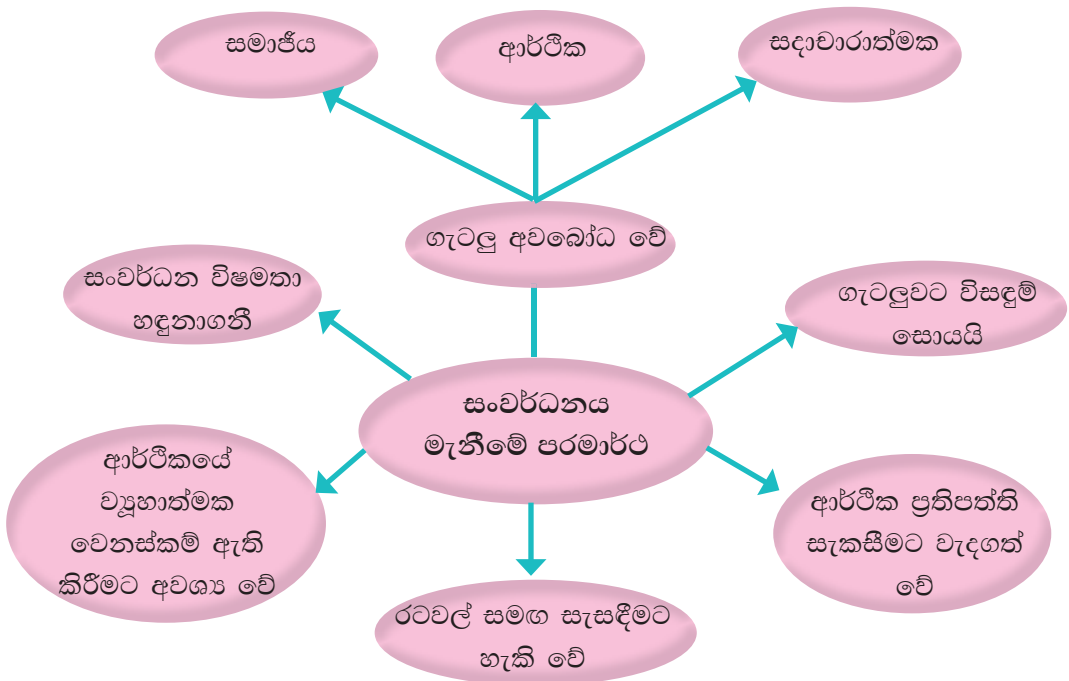 සමාජීය
ආර්ථික
සදාචාරාත්මක
ගැටලු අවබෝධ වේ
සංවර්ධන විෂමතා
හඳුනාගනී
ගැටලුවට විසඳුම්
සොයයි
සංවර්ධනය
මැනීමේ පරමාර්ථ
ආර්ථිකයේ
ව්‍යූහාත්මක
වෙනස්කම් ඇති
කිරීමට අවශ්‍ය වේ
ආර්ථික ප්‍රතිපත්ති
සැකසීමට වැදගත්
වේ
රටවල් සමඟ සැසඳීමට
හැකි වේ